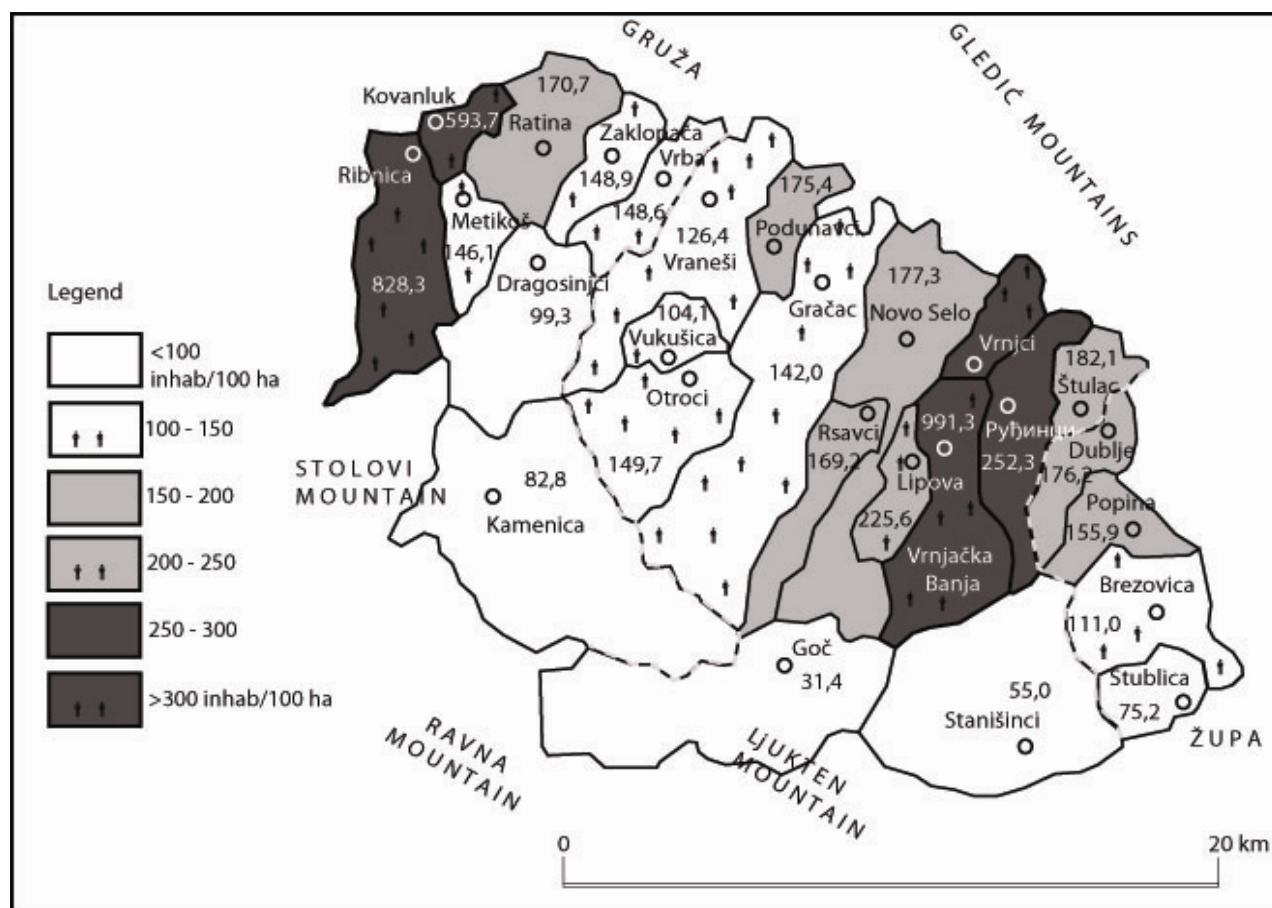 GRUŽA
GLEDIĆ MOUNTAINS
Kovanluk
593,7
170,7
Ratina
Zaklopača
148,9
Vrba
148,6
Ribnica
828,3
Metikoš
146,1
Dragosinjci
99,3
126,4
Vraneši
175,4
Podunavci
Gračac
142,0
177,3
Novo Selo
Vrnjci
104,1
Vukušica
Otroci
149,7
Rsavci
169,2
Lipova
225,6
991,3
Vrnjačka
Banja
Руђинци
252,3
182,1
Štulac
Dublje
176,2
Popina
155,9
Brezovica
111,0
Stublica
75,2
STOLOVI
MOUNTAIN
82,8
Kamenica
Goč
31,4
55,0
Stanišinci
ŽUPA
RAVNA
MOUNTAIN
LjUKTEN
MOUNTAIN
Legend
<100
inhab/100 ha
100 - 150
150 - 200
200 - 250
250 - 300
>300 inhab/100 ha
0
20 km